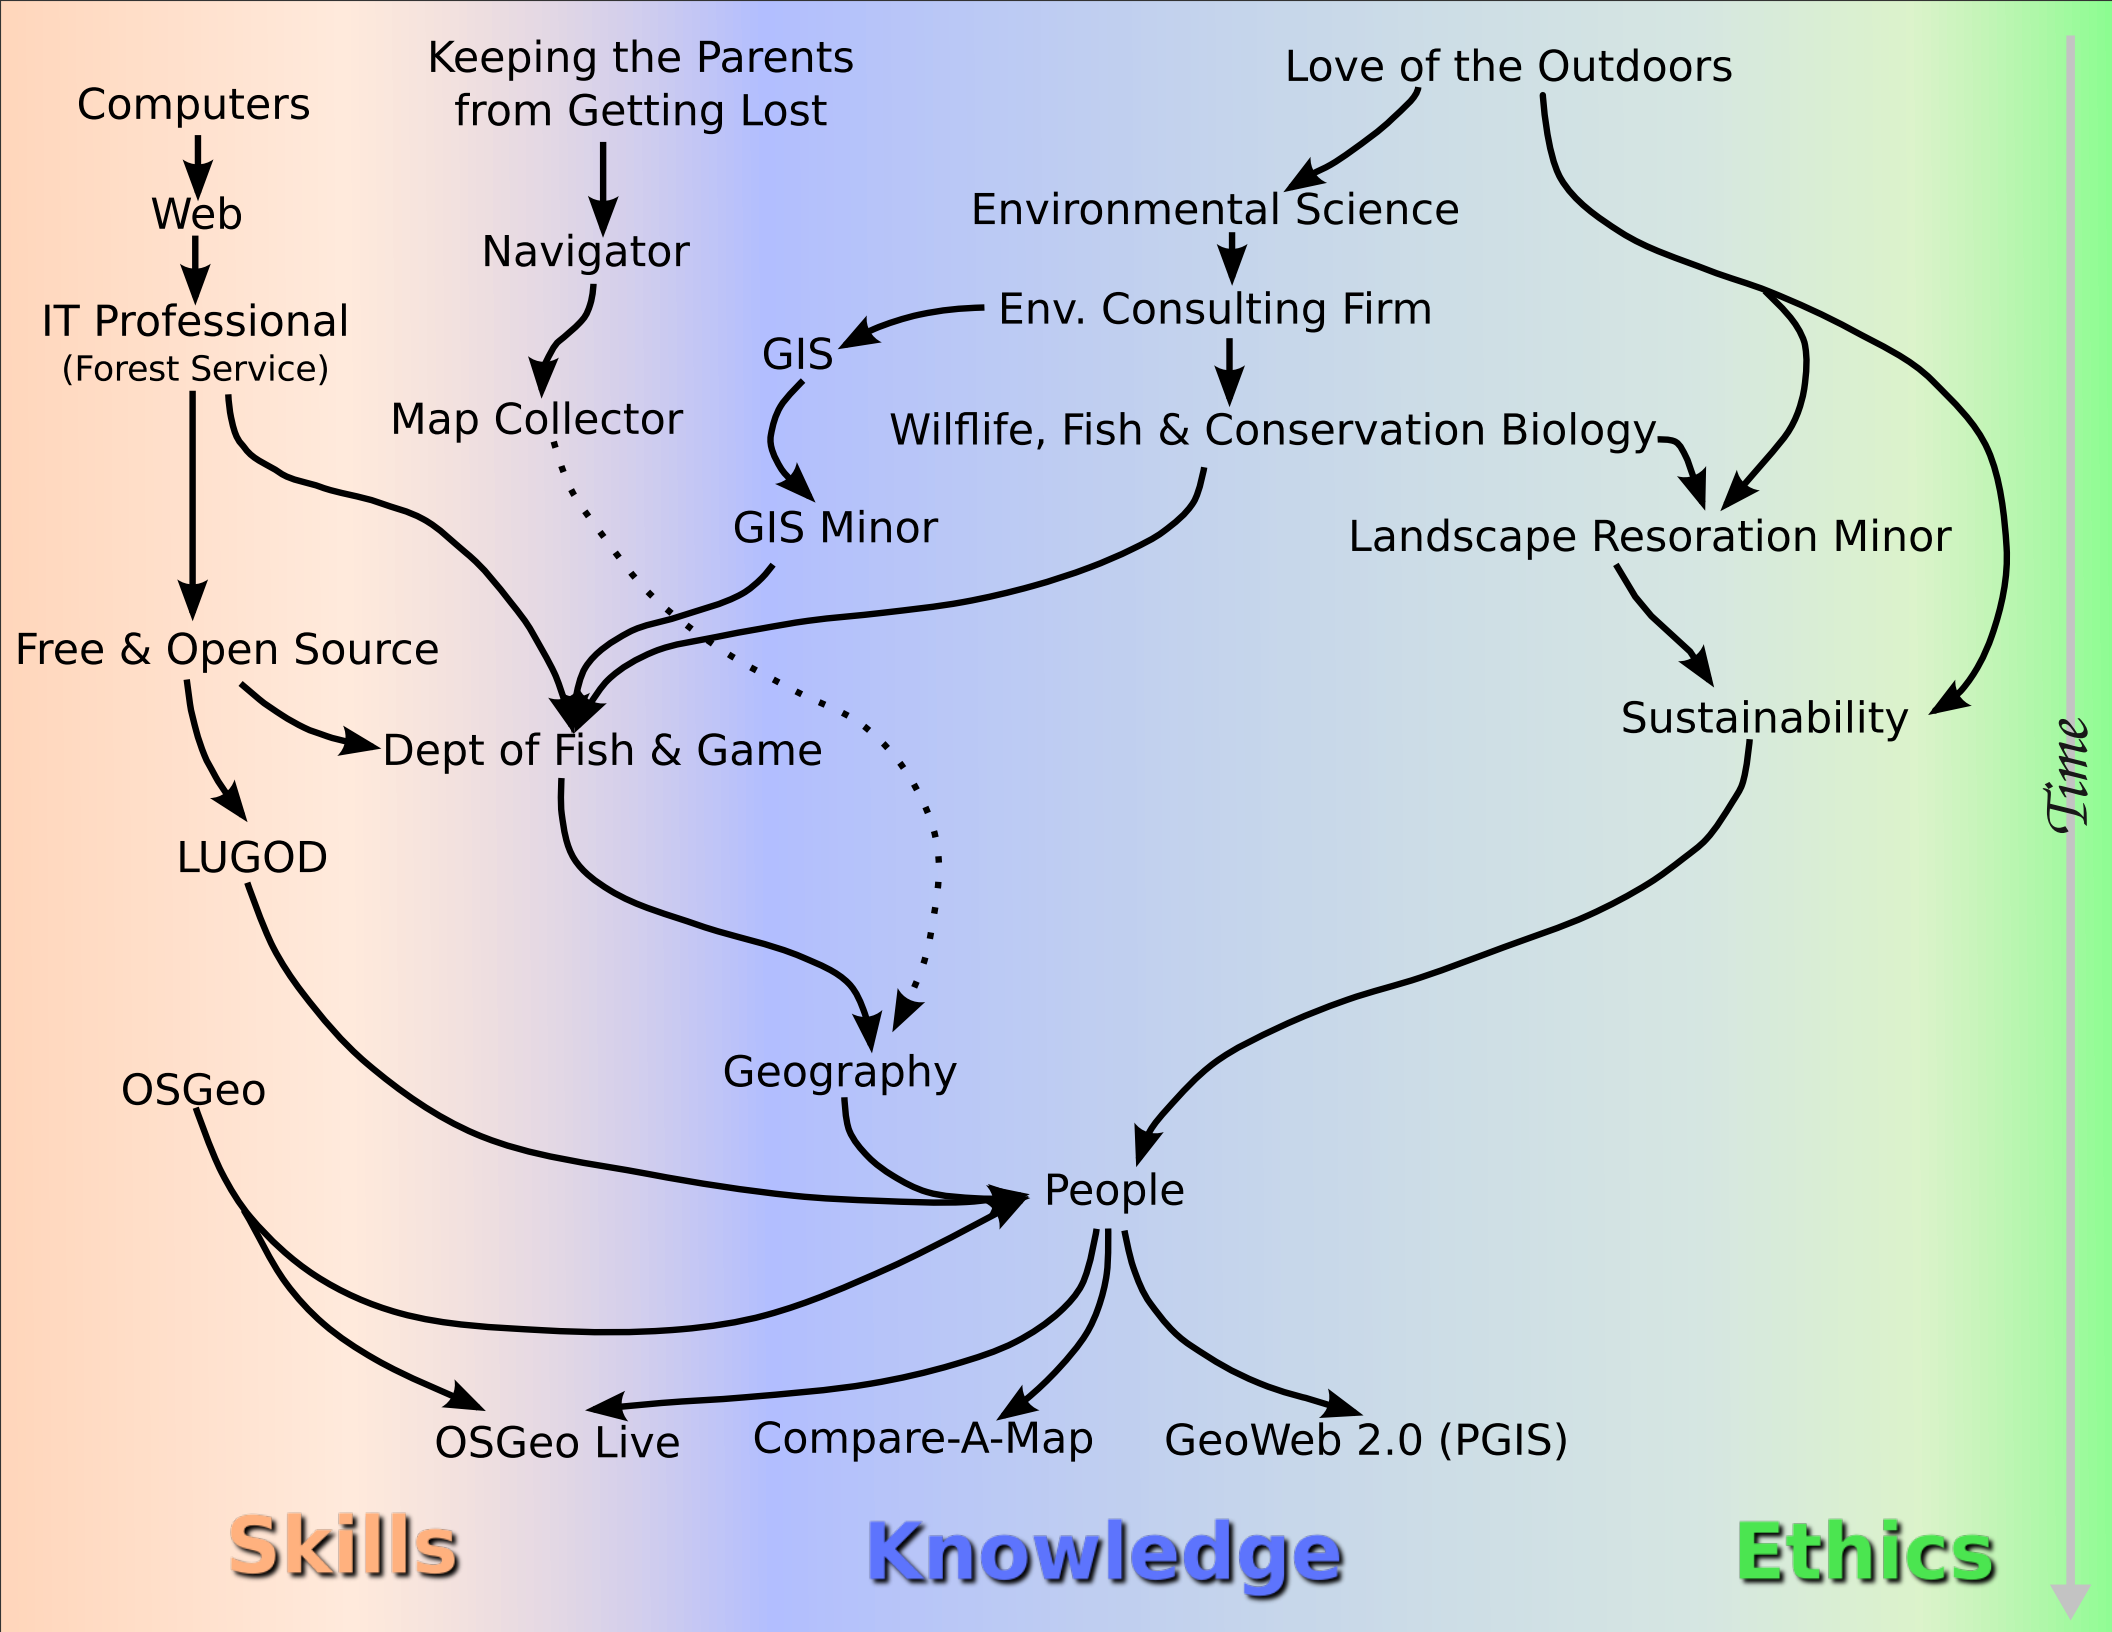 Keeping the Parents
from Getting Lost
Love of the Outdoors
Computers
Web
Environmental Science
Navigator
IT Professional
(Forest Service)
Env. Consulting Firm
GIS
Map Collector
Wilflife, Fish & Conservation Biology
GIS Minor
Landscape Resoration Minor
Free & Open Source
Sustainability
Dept of Fish & Game
Time
LUGOD
Geography
OSGeo
People
OSGeo Live
Compare-A-Map
GeoWeb 2.0 (PGIS)
Skills
Knowledge
Ethics